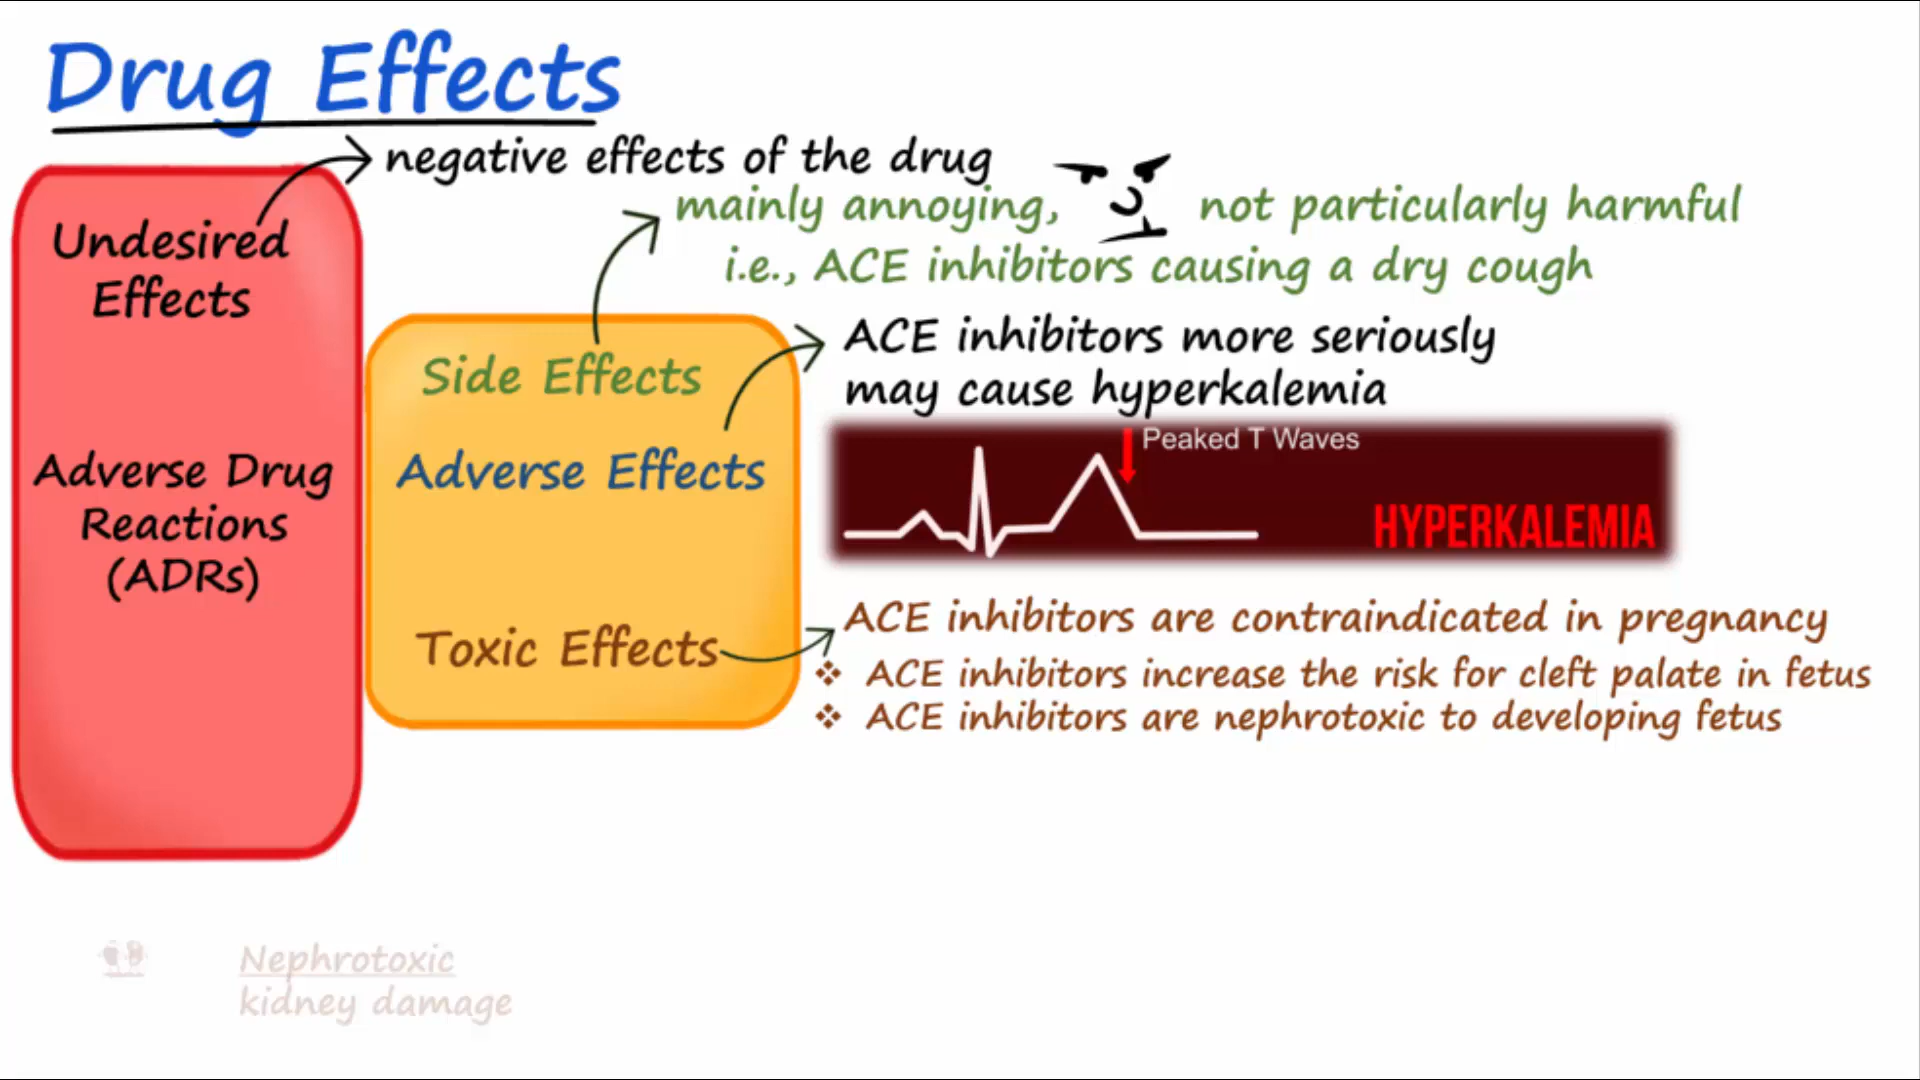 Drug Effects
negative effects of the drug
Undesired
Effects
mainly annoying, not particularly harmful
i.e., ACE inhibitors causing a dry cough
Side Effects
ACE inhibitors more seriously
may cause hyperkalemia
Adverse Drug
Reactions
(ADRs)
Adverse Effects
Peaked T Waves
HYPERKALEMIA
Toxic Effects
ACE inhibitors are contraindicated in pregnancy
❖ ACE inhibitors increase the risk for cleft palate in fetus
❖ ACE inhibitors are nephrotoxic to developing fetus
Nephrotoxic
kidney damage